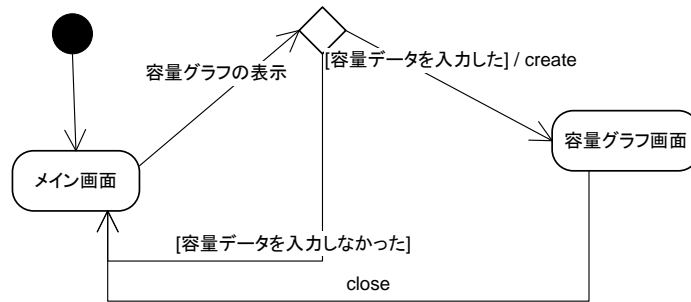 [容量データを入力した] / create
容量グラフの表示
容量グラフ画面
メイン画面
[容量データを入力しなかった]
close